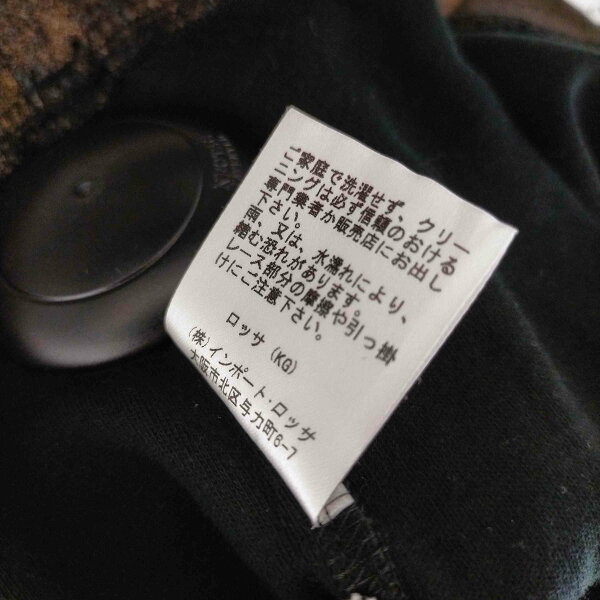 ご家庭で洗濯せず、クリー
ニングは必ず信頼のおける
専門業者か販売店にお出し
下さい。
雨、又は、水濡れにより、
縮む恐れがあります。
レース部分の摩擦や引っ掛
けにご注意下さい。
ロッサ (KG)
(株)インポート・ロッサ
大阪市北区与力町6-7